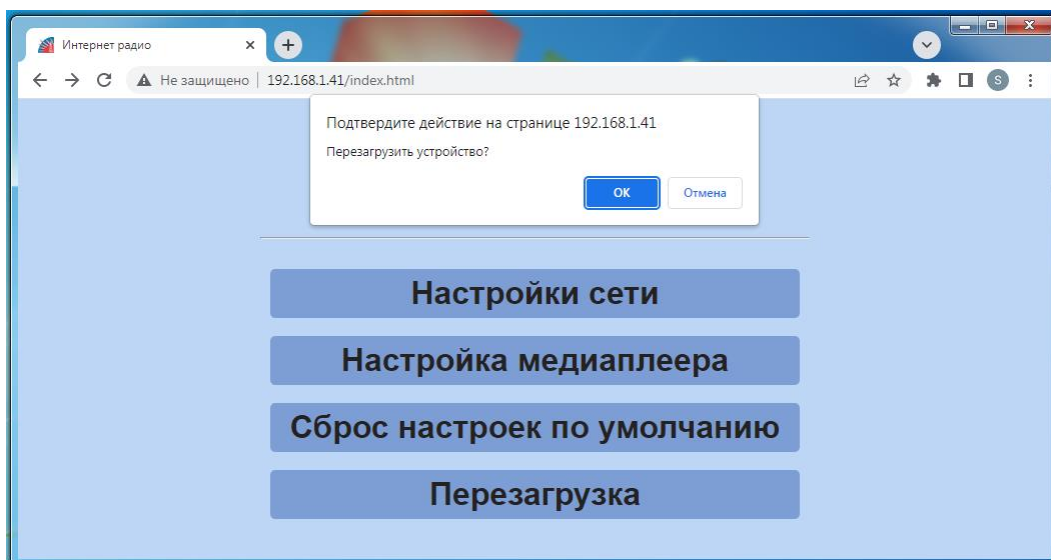 Интернет радио
Не защищено 192.168.1.41/index.html
S
Подтвердите действие на странице 192.168.1.41
Перезагрузить устройство?
ОК Отмена
Настройки сети
Настройка медиаплеера
Сброс настроек по умолчанию
Перезагрузка